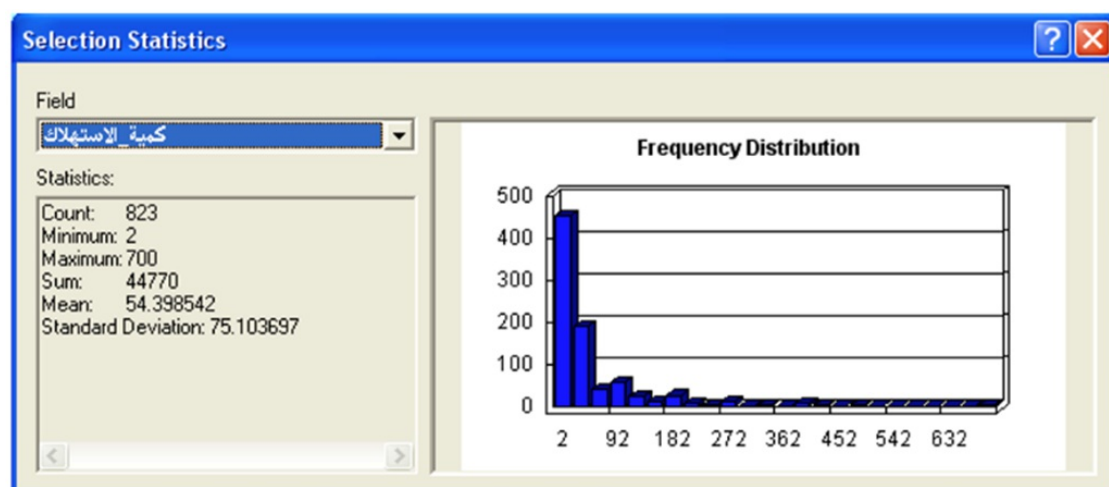 Selection Statistics
Field
كمية_الاستهلاك
Statistics:
Count: 823
Minimum: 2
Maximum: 700
Sum: 44770
Mean: 54.398542
Standard Deviation: 75.103697
Frequency Distribution
500
400
300
200
100
0
2 92 182 272 362 452 542 632